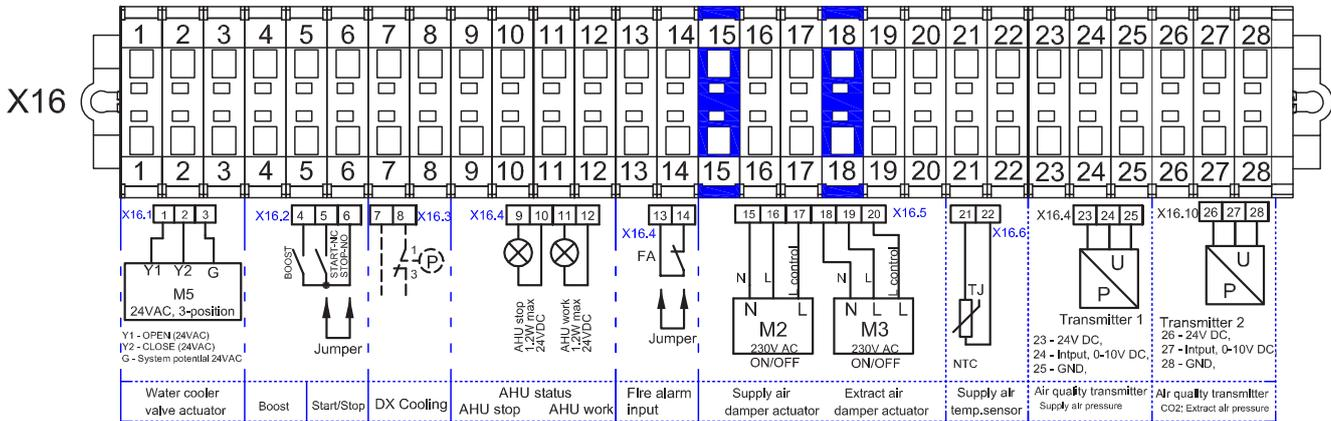 1 2 3 4 5 6 7 8 9 10 11 12 13 14 15 16 17 18 19 20 21 22 23 24 25 26 27 28
X16
1 2 3 4 5 6 7 8 9 10 11 12 13 14 15 16 17 18 19 20 21 22 23 24 25 26 27 28
X16.1 1 2 3
Y1 Y2 G
M5
24VAC, 3-position
Y1 - OPEN (24VAC)
Y2 - CLOSE (24VAC)
G - System potential 24VAC
Water cooler
valve actuator
X16.2 4 5 6
BOOST
START-NC
STOP-NO
Jumper
Boost
Start/Stop
7 8 X16.3
1
3
P
DX Cooling
X16.4 9 10 11 12
AHU stop
1.2W max
24VDC
AHU work
1.2W max
24VDC
AHU status
AHU stop AHU work
13 14
X16.4
FA
Jumper
FIre alarm
input
15 16 17 18 19 20 X16.5
N L L control
N L
M2
230V AC
ON/OFF
N L L control
N L L
M3
230V AC
ON/OFF
Supply air
damper actuator
Extract air
damper actuator
21 22
X16.6
TJ
NTC
Supply air
temp.sensor
X16.4 23 24 25
U
P
Transmitter 1
23 - 24V DC,
24 - Intput, 0-10V DC,
25 - GND,
Air quality transmitter
Supply air pressure
X16.10 26 27 28
U
P
Transmitter 2
26 - 24V DC,
27 - Intput, 0-10V DC
28 - GND,
Air quality transmitter
CO2; Extract air pressure